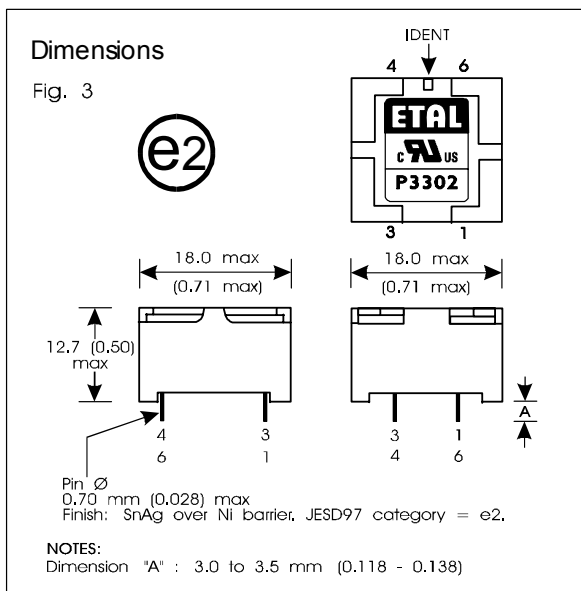 Dimensions
Fig. 3
e2
IDENT
4 6
ETAL
C RU US
P3302
3 1
18.0 max
(0.71 max)
18.0 max
(0.71 max)
12.7 (0.50)
max
A
4 3
6 1
3 1
4 6
Pin Ø
0.70 mm (0.028) max
Finish: SnAg over Ni barrier. JESD97 category = e2.
NOTES:
Dimension "A" : 3.0 to 3.5 mm (0.118 - 0.138)